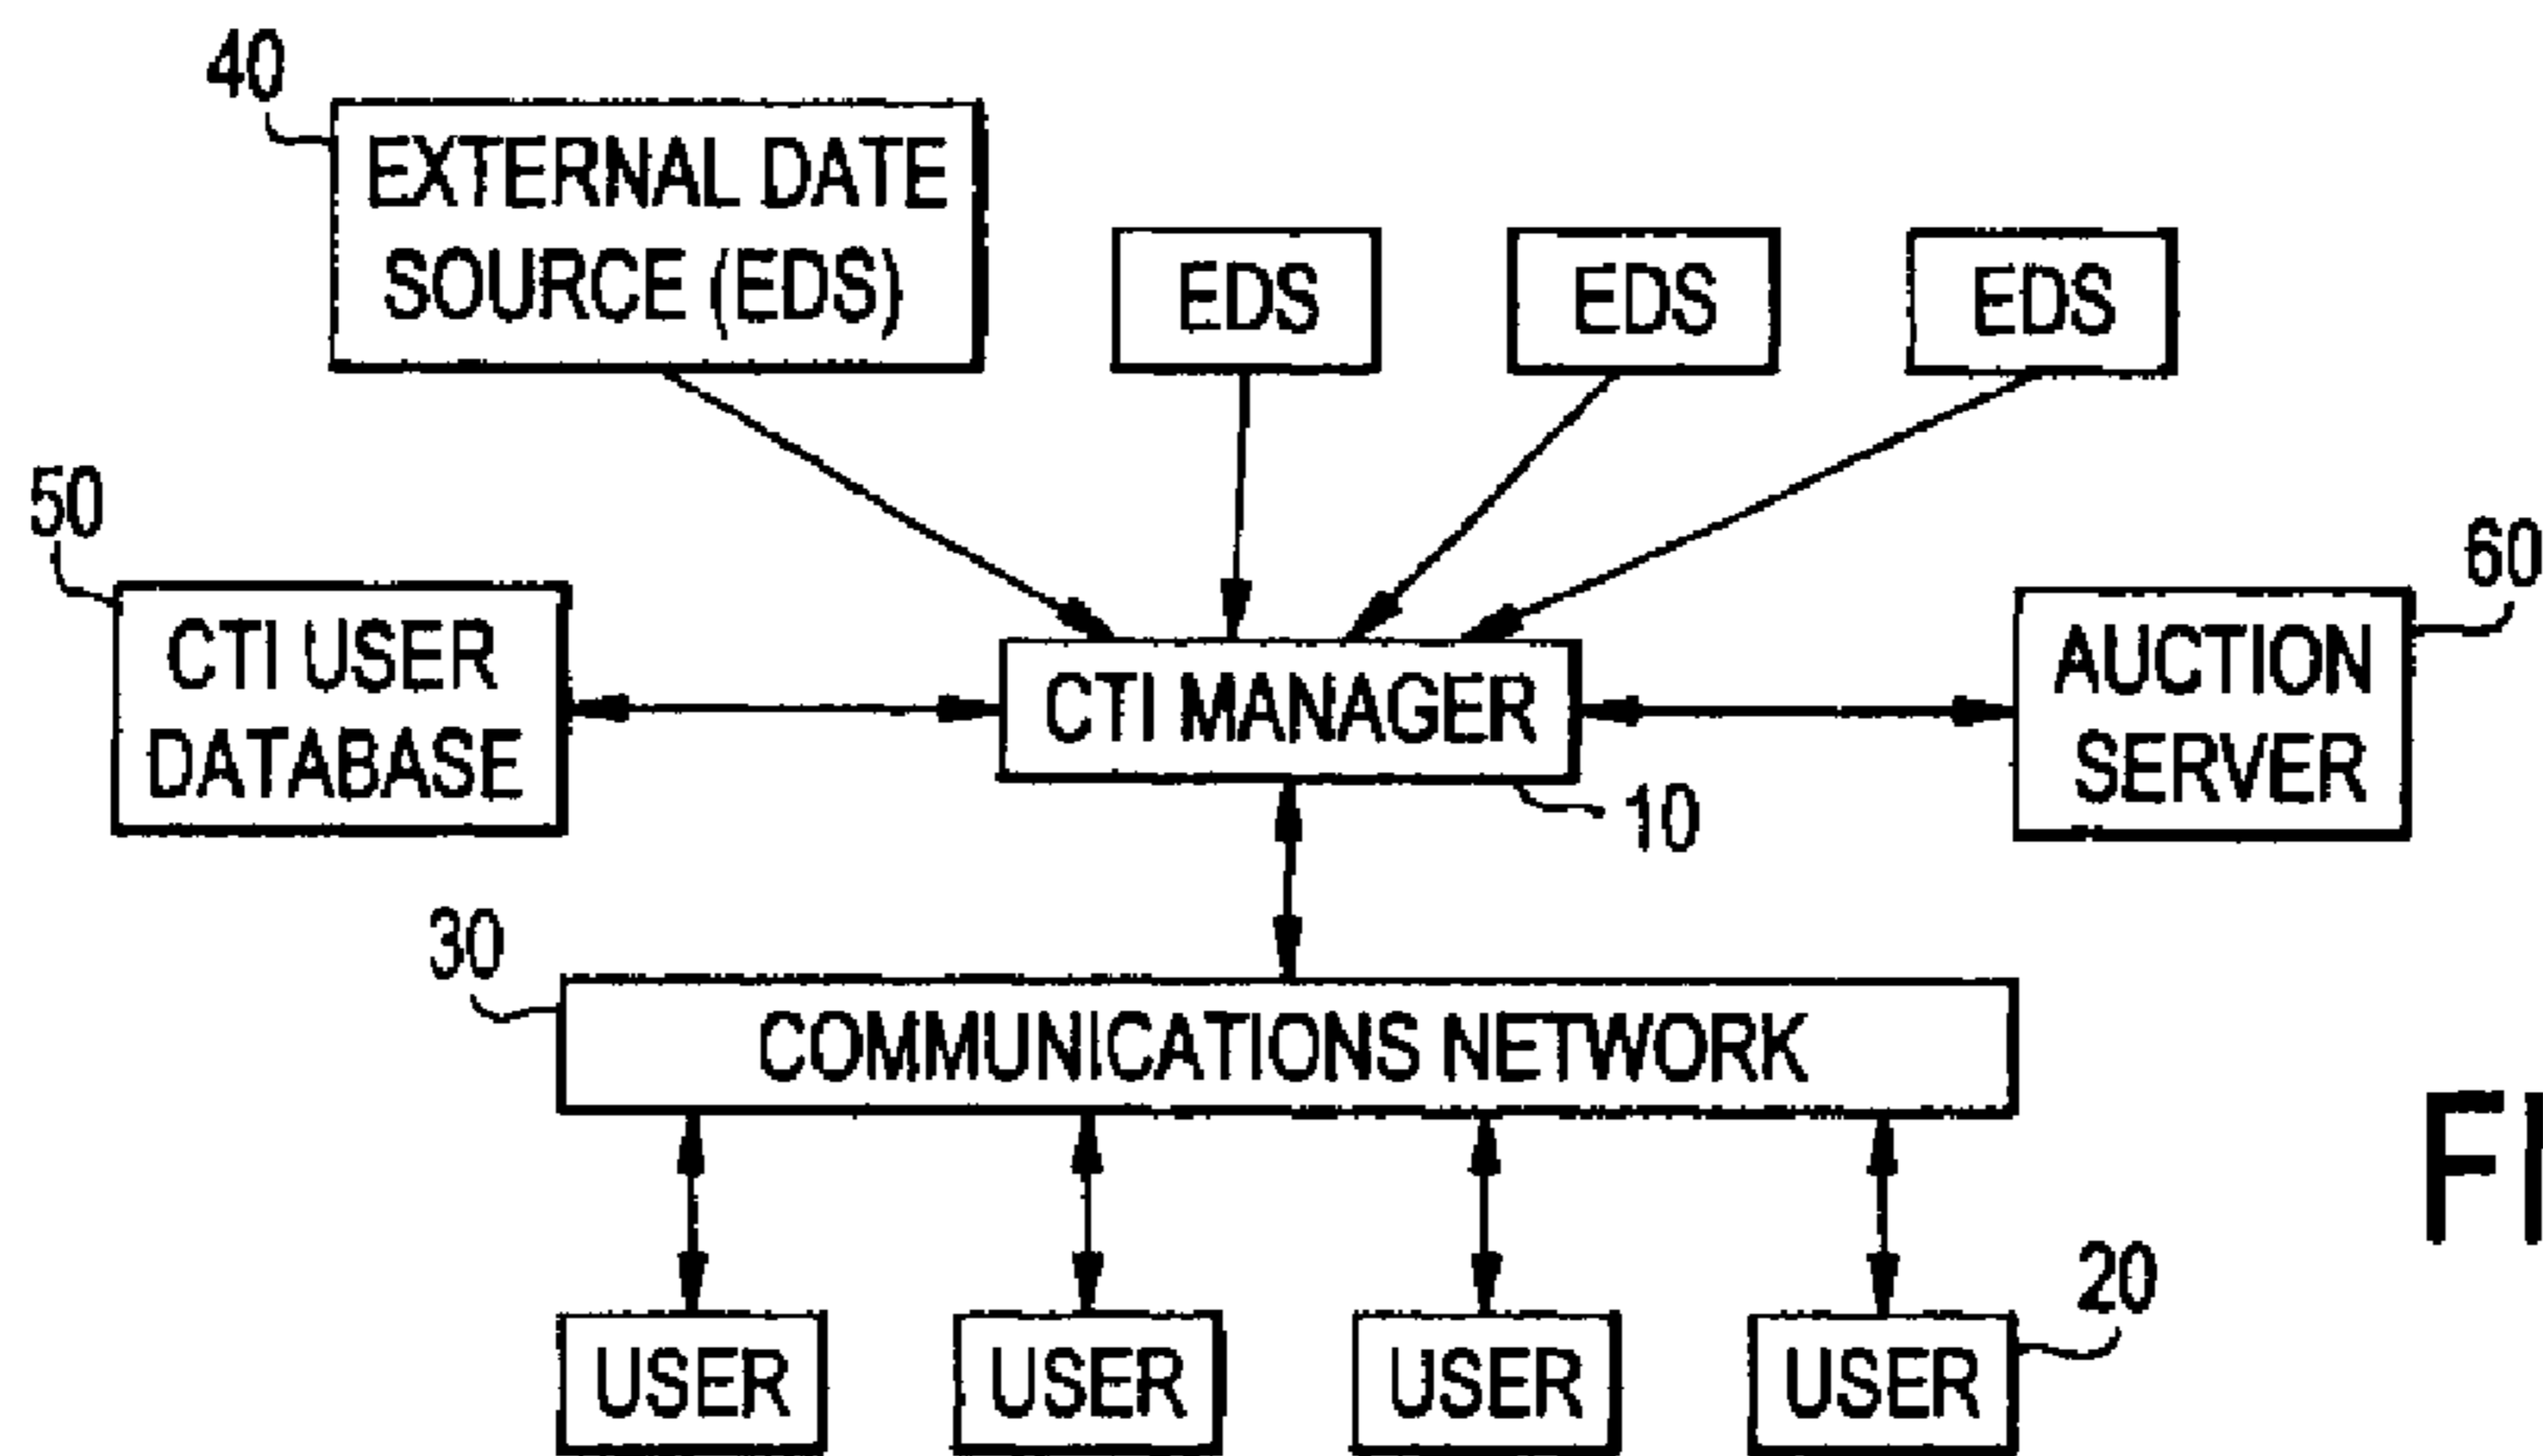 40
EXTERNAL DATE
SOURCE (EDS)
EDS
EDS
EDS
50
CTI USER
DATABASE
CTI MANAGER
10
AUCTION
SERVER
60
30
COMMUNICATIONS NETWORK
USER
USER
USER
USER
20